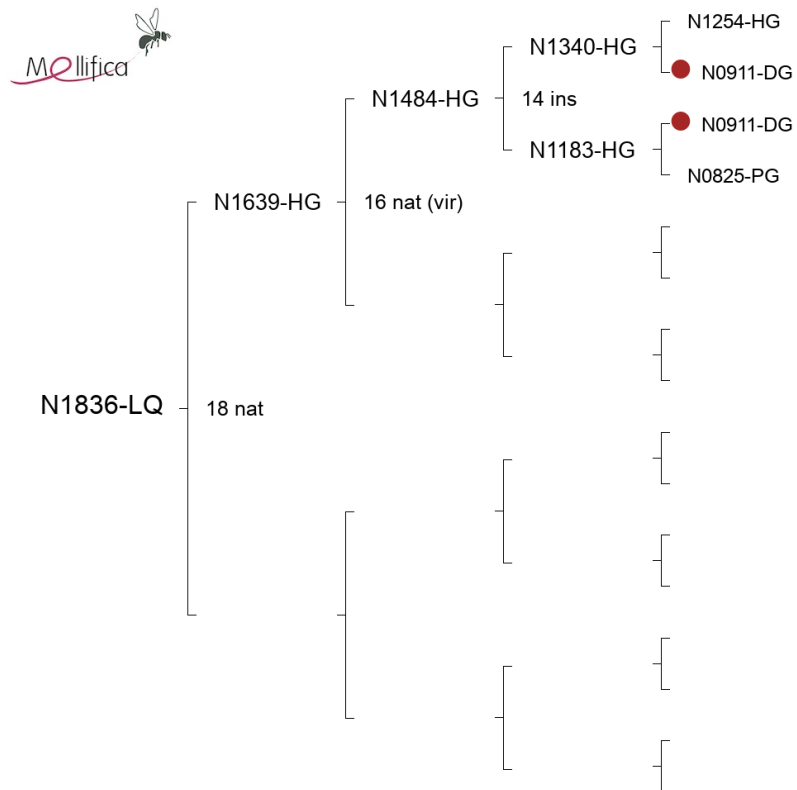 Mellifica
N1254-HG
N1340-HG
N0911-DG
N1484-HG
14 ins
N0911-DG
N1183-HG
N0825-PG
N1639-HG
16 nat (vir)
N1836-LQ
18 nat